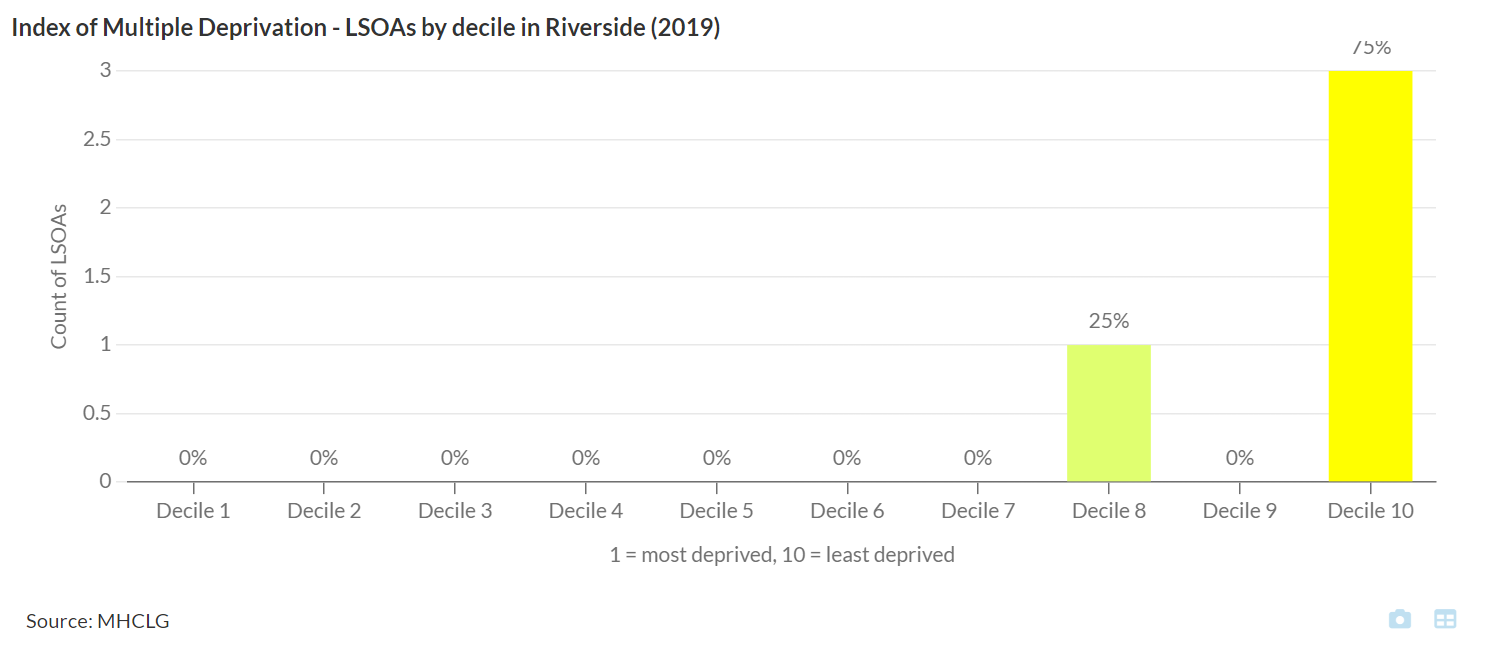 Index of Multiple Deprivation - LSOAs by decile in Riverside (2019)
75%
3
2.5
2
1.5
1
0.5
0
Count of LSOAs
25%
0% 0% 0% 0% 0% 0% 0% 0%
Decile 1 Decile 2 Decile 3 Decile 4 Decile 5 Decile 6 Decile 7 Decile 8 Decile 9 Decile 10
1 = most deprived, 10 = least deprived
Source: MHCLG